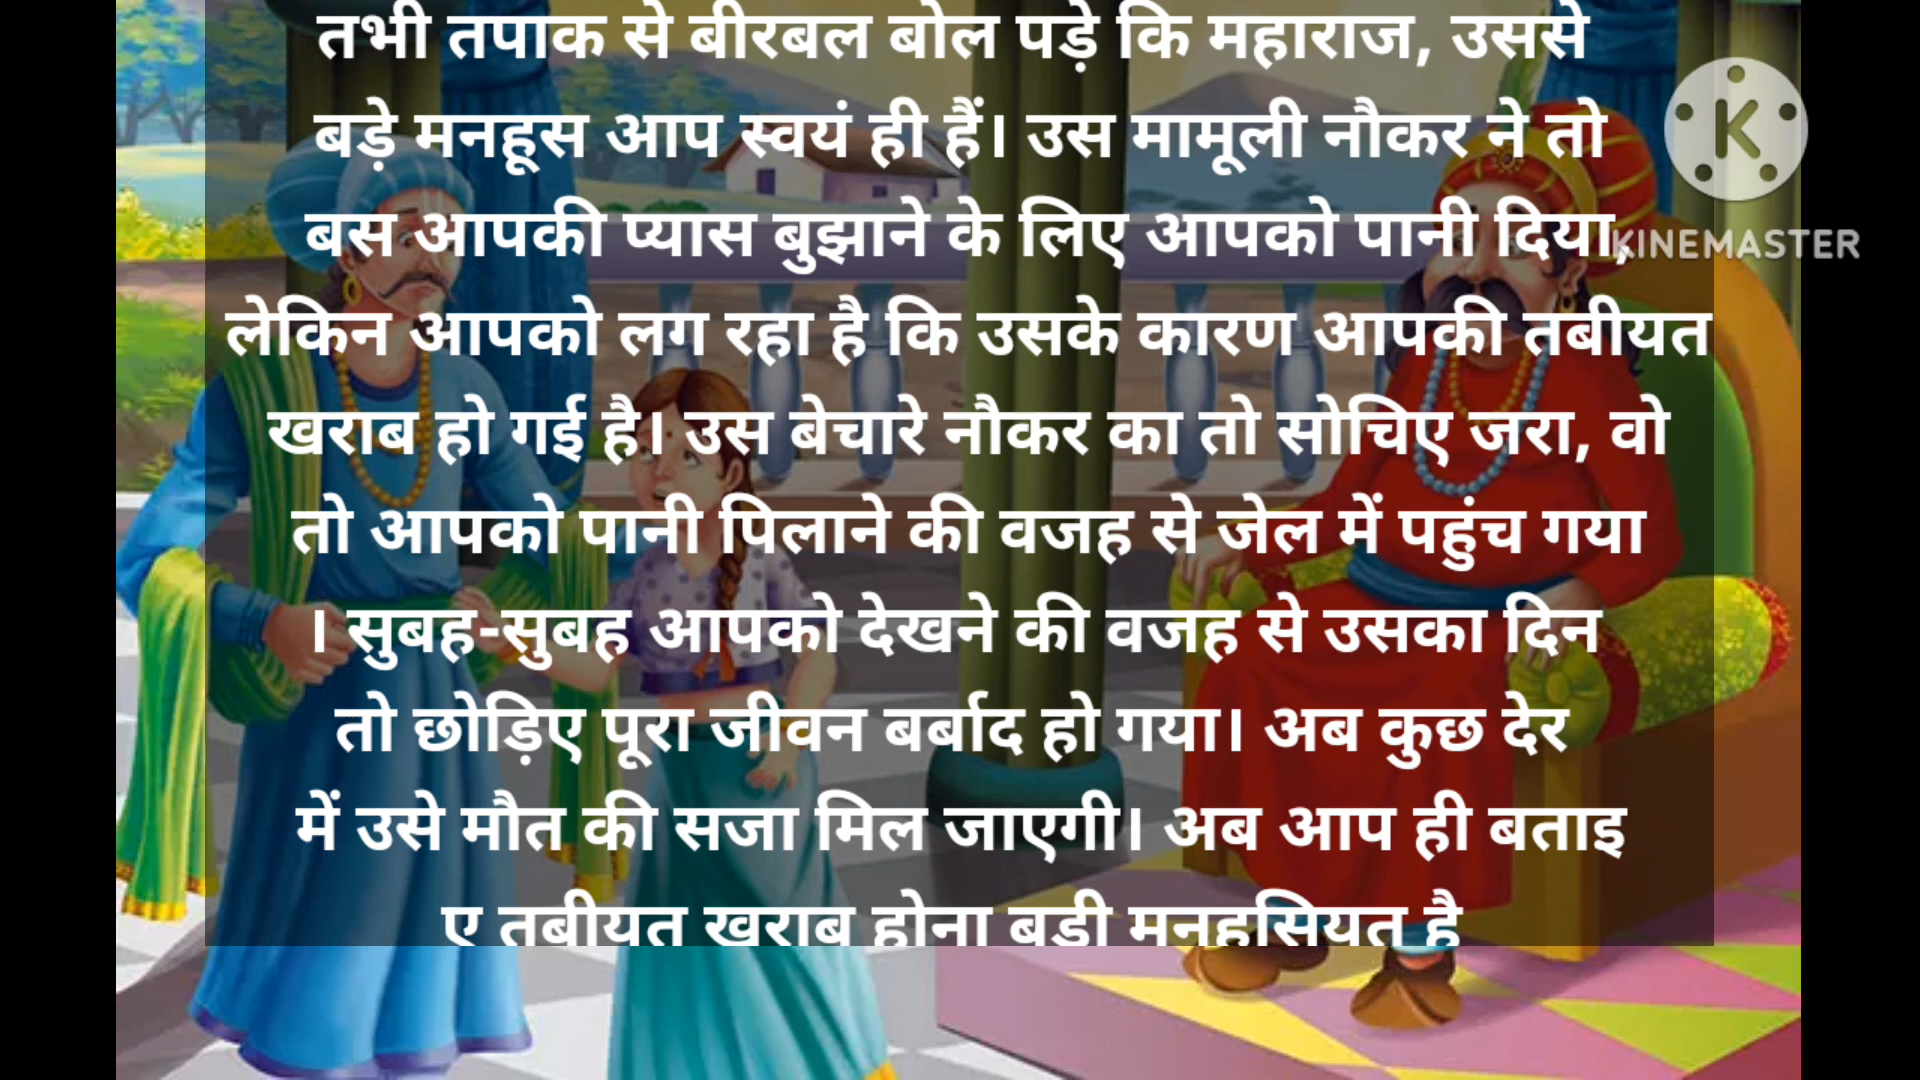 तभी तपाक से बीरबल बोल पड़े कि महाराज, उससे
बड़े मनहूस आप स्वयं ही हैं। उस मामूली नौकर ने तो
बस आपकी प्यास बुझाने के लिए आपको पानी दिया,
KINEMASTER
लेकिन आपको लग रहा है कि उसके कारण आपकी तबीयत
खराब हो गई है। उस बेचारे नौकर का तो सोचिए जरा, वो
तो आपको पानी पिलाने की वजह से जेल में पहुंच गया
। सुबह-सुबह आपको देखने की वजह से उसका दिन
तो छोड़िए पूरा जीवन बर्बाद हो गया। अब कुछ देर
में उसे मौत की सजा मिल जाएगी। अब आप ही बताइ
ए तबीयत खराब होना बड़ी मनहूसियत है